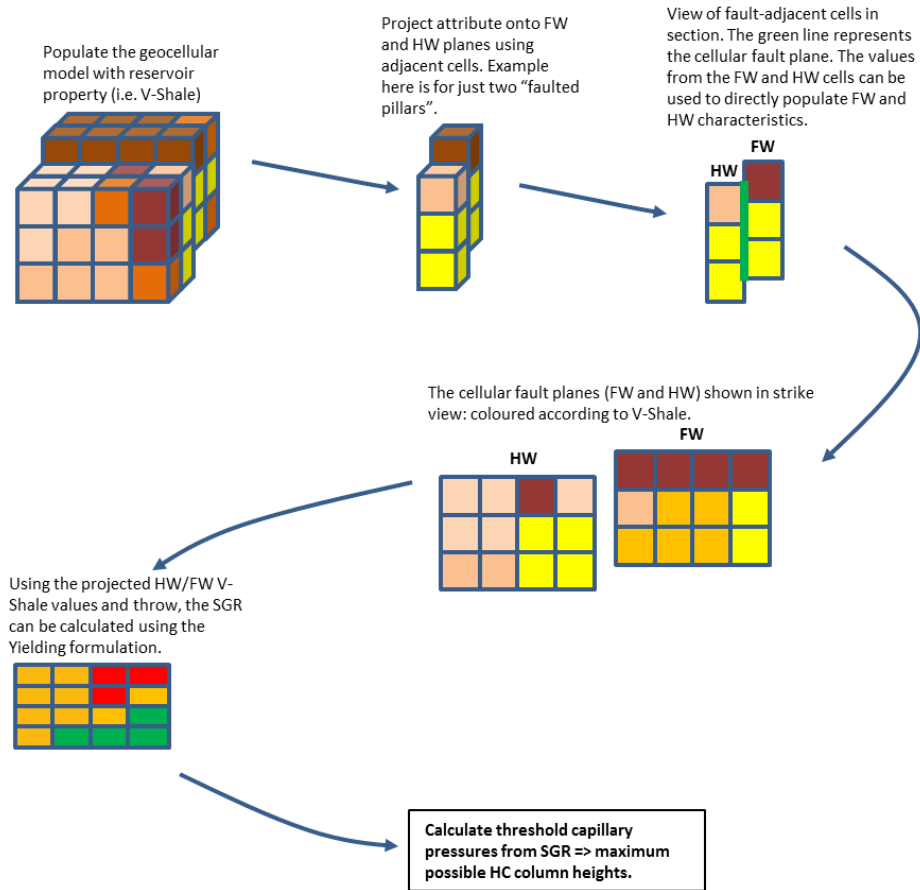 Populate the geocellular
model with reservoir
property (i.e. V-Shale)
Project attribute onto FW
and HW planes using
adjacent cells. Example
here is for just two “faulted
pillars”.
View of fault-adjacent cells in
section. The green line represents
the cellular fault plane. The values
from the FW and HW cells can be
used to directly populate FW and
HW characteristics.
FW
HW
The cellular fault planes (FW and HW) shown in strike
view: coloured according to V-Shale.
FW
HW
Using the projected HW/FW V-
Shale values and throw, the SGR
can be calculated using the
Yielding formulation.
Calculate threshold capillary
pressures from SGR => maximum
possible HC column heights.